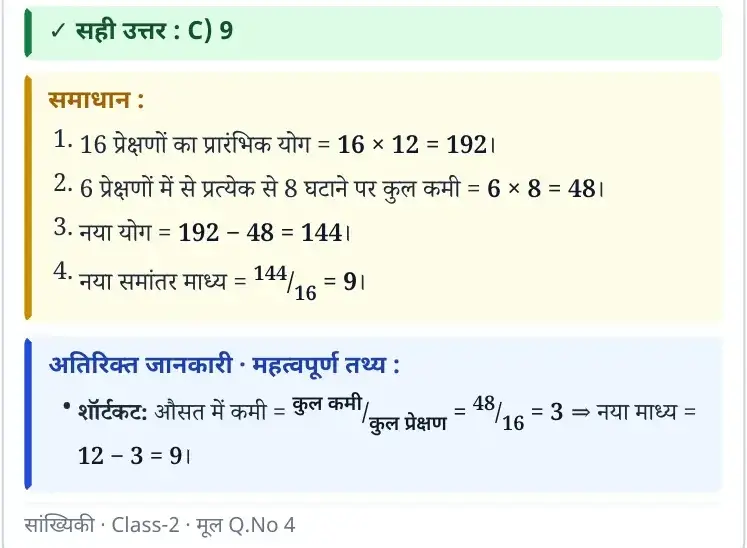 ✓ सही उत्तर : C) 9
समाधान :
1. 16 प्रेक्षणों का प्रारंभिक योग = 16 × 12 = 192।
2. 6 प्रेक्षणों में से प्रत्येक से 8 घटाने पर कुल कमी = 6 × 8 = 48।
3. नया योग = 192 − 48 = 144।
4. नया समांतर माध्य = 144/16 = 9।
अतिरिक्त जानकारी · महत्वपूर्ण तथ्य :
• शॉर्टकट: औसत में कमी = कुल कमी/कुल प्रेक्षण = 48/16 = 3 ⇒ नया माध्य =
12 − 3 = 9।
सांख्यिकी · Class-2 · मूल Q.No 4